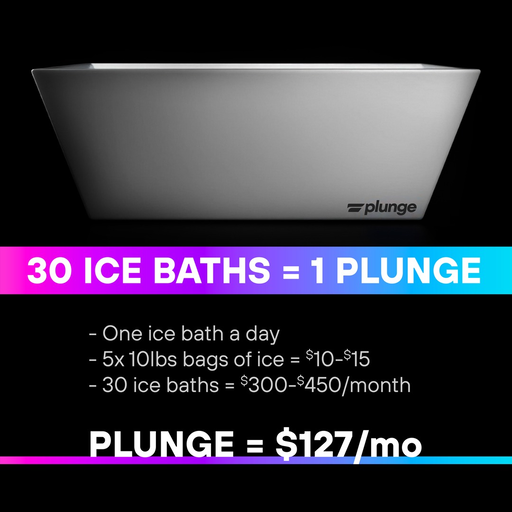 plunge
30 ICE BATHS = 1 PLUNGE
- One ice bath a day
- 5x 10lbs bags of ice = $10-$15
- 30 ice baths = $300-$450/month
PLUNGE = $127/mo